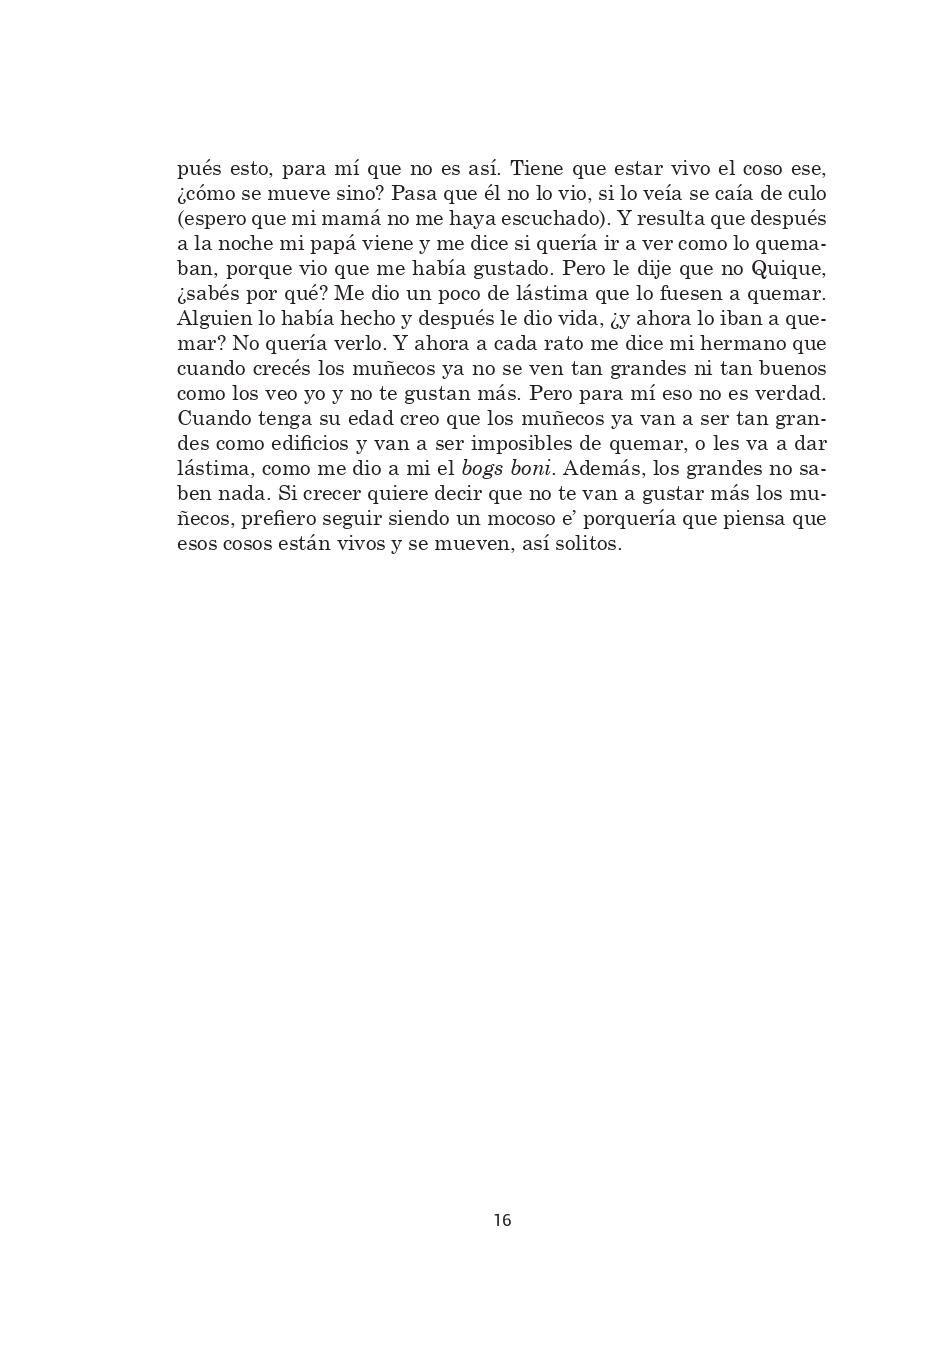 pués esto, para mí que no es así. Tiene que estar vivo el coso ese,
¿cómo se mueve sino? Pasa que él no lo vio, si lo veía se caía de culo
(espero que mi mamá no me haya escuchado). Y resulta que después
a la noche mi papá viene y me dice si quería ir a ver como lo quema-
ban, porque vio que me había gustado. Pero le dije que no Quique,
¿sabés por qué? Me dio un poco de lástima que lo fuesen a quemar.
Alguien lo había hecho y después le dio vida, ¿y ahora lo iban a que-
mar? No quería verlo. Y ahora a cada rato me dice mi hermano que
cuando crecés los muñecos ya no se ven tan grandes ni tan buenos
como los veo yo y no te gustan más. Pero para mí eso no es verdad.
Cuando tenga su edad creo que los muñecos ya van a ser tan gran-
des como edificios y van a ser imposibles de quemar, o les va a dar
lástima, como me dio a mi el bogs boni. Además, los grandes no sa-
ben nada. Si crecer quiere decir que no te van a gustar más los mu-
ñecos, prefiero seguir siendo un mocoso e’ porquería que piensa que
esos cosos están vivos y se mueven, así solitos.
16